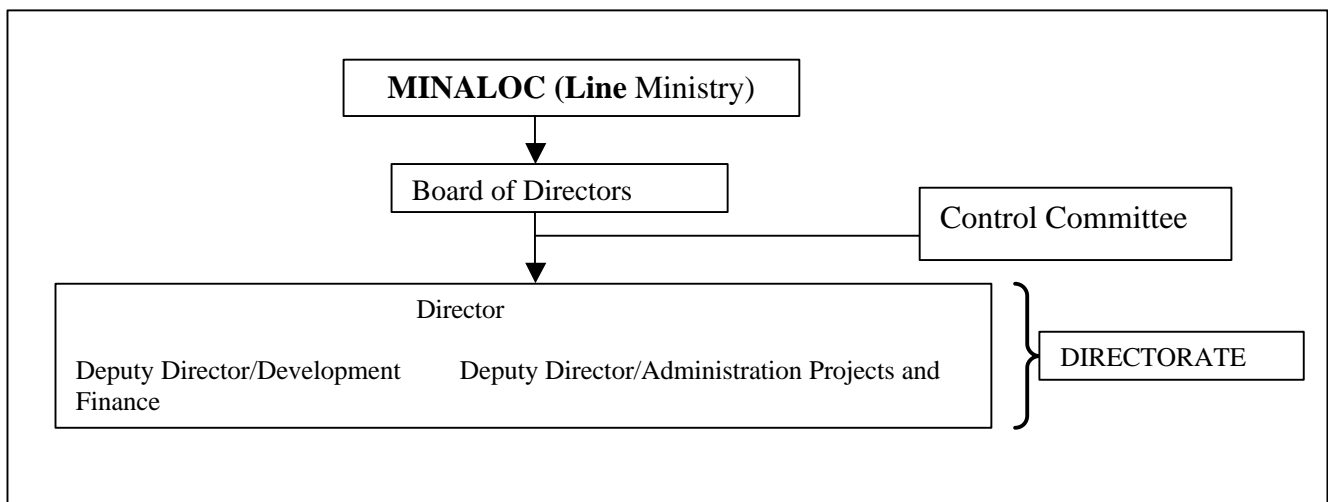 MINALOC (Line Ministry)
Board of Directors
Control Committee
Director
Deputy Director/Development Deputy Director/Administration Projects and
Finance
DIRECTORATE